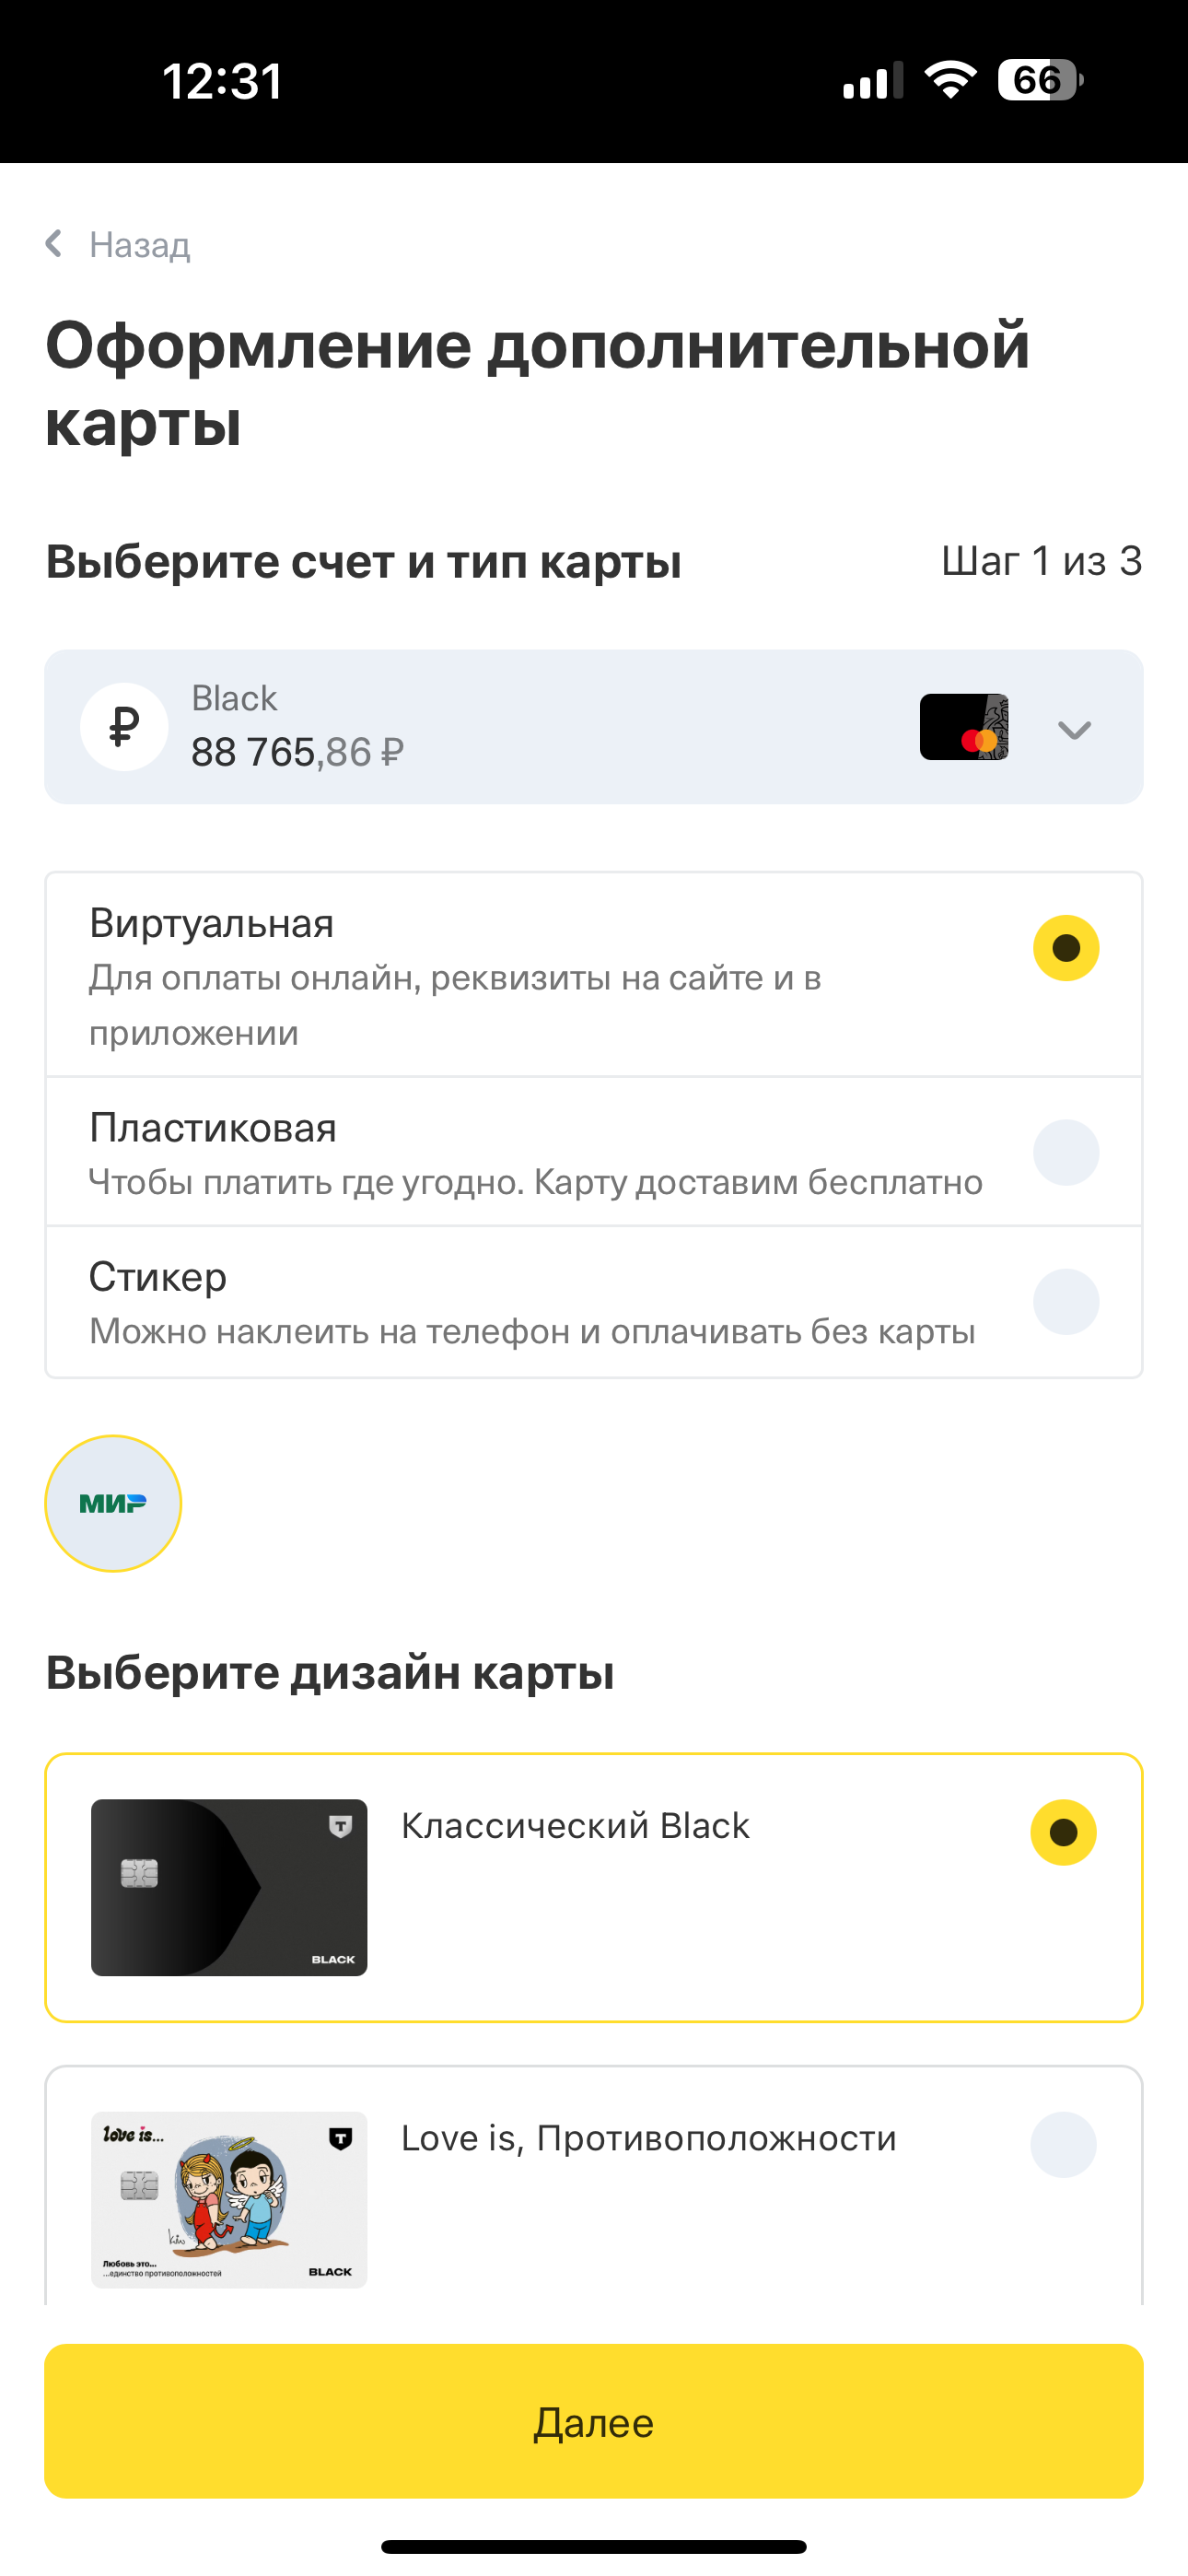 12:31
66
Назад
Оформление дополнительной
карты
Выберите счет и тип карты
Шаг 1 из 3
₽
Black
88 765,86 ₽
Виртуальная
Для оплаты онлайн, реквизиты на сайте и в
приложении
Пластиковая
Чтобы платить где угодно. Карту доставим бесплатно
Стикер
Можно наклеить на телефон и оплачивать без карты
МИР
Выберите дизайн карты
Т
Классический Black
BLACK
love is...
Т
Love is, Противоположности
Любовь это...
...единство противоположностей
BLACK
Далее